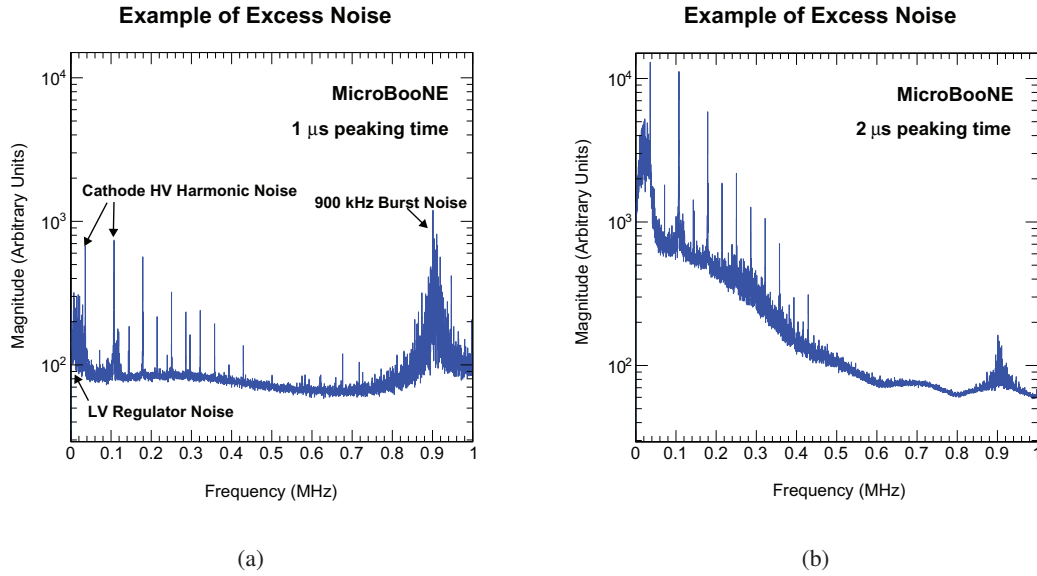 Example of Excess Noise
10⁴
10³
10²
Magnitude (Arbitrary Units)
MicroBooNE
1 μs peaking time
Cathode HV Harmonic Noise
900 kHz Burst Noise
LV Regulator Noise
0 0.1 0.2 0.3 0.4 0.5 0.6 0.7 0.8 0.9 1
Frequency (MHz)
(a)
Example of Excess Noise
10⁴
10³
10²
Magnitude (Arbitrary Units)
MicroBooNE
2 μs peaking time
0 0.1 0.2 0.3 0.4 0.5 0.6 0.7 0.8 0.9 1
Frequency (MHz)
(b)